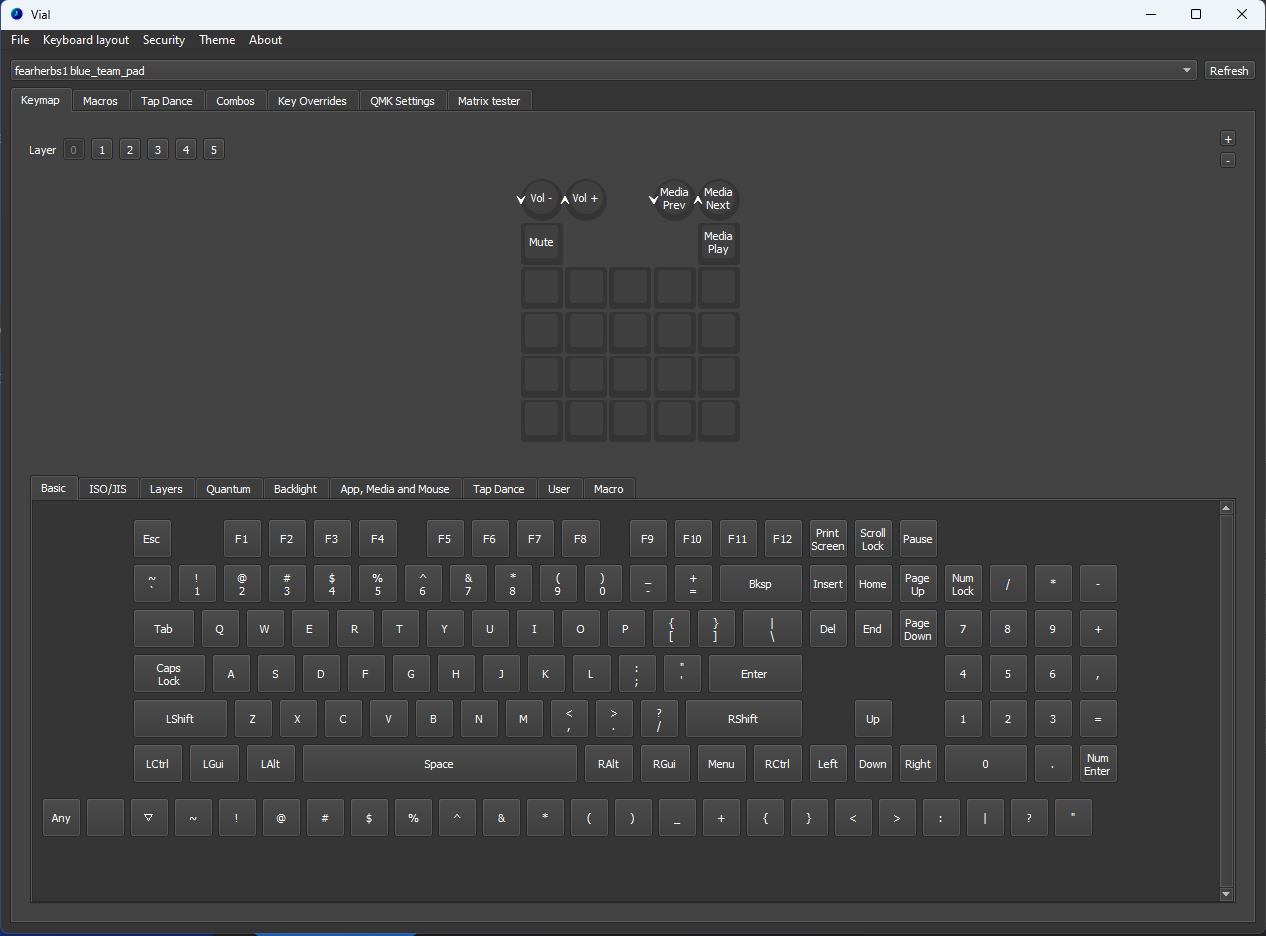 Vial
File Keyboard layout Security Theme About
fearherbs1 blue_team_pad Refresh
Keymap Macros Tap Dance Combos Key Overrides QMK Settings Matrix tester
Layer 0 1 2 3 4 5
+
-
Vol - Vol + Media Prev Media Next
Mute Media Play
Basic ISO/JIS Layers Quantum Backlight App, Media and Mouse Tap Dance User Macro
Esc F1 F2 F3 F4 F5 F6 F7 F8 F9 F10 F11 F12 Print Screen Scroll Lock Pause
~ ` ! 1 @ 2 # 3 $ 4 % 5 ^ 6 & 7 * 8 ( 9 ) 0 _ - + = Bksp Insert Home Page Up Num Lock / * -
Tab Q W E R T Y U I O P { [ } ] | \ Del End Page Down 7 8 9 +
Caps Lock A S D F G H J K L : ; " ' Enter 4 5 6 ,
LShift Z X C V B N M < , > . ? / RShift Up 1 2 3 =
LCtrl LGui LAlt Space RAlt RGui Menu RCtrl Left Down Right 0 . Num Enter
Any ▽ ~ ! @ # $ % ^ & * ( ) _ + { } < > : | ? "